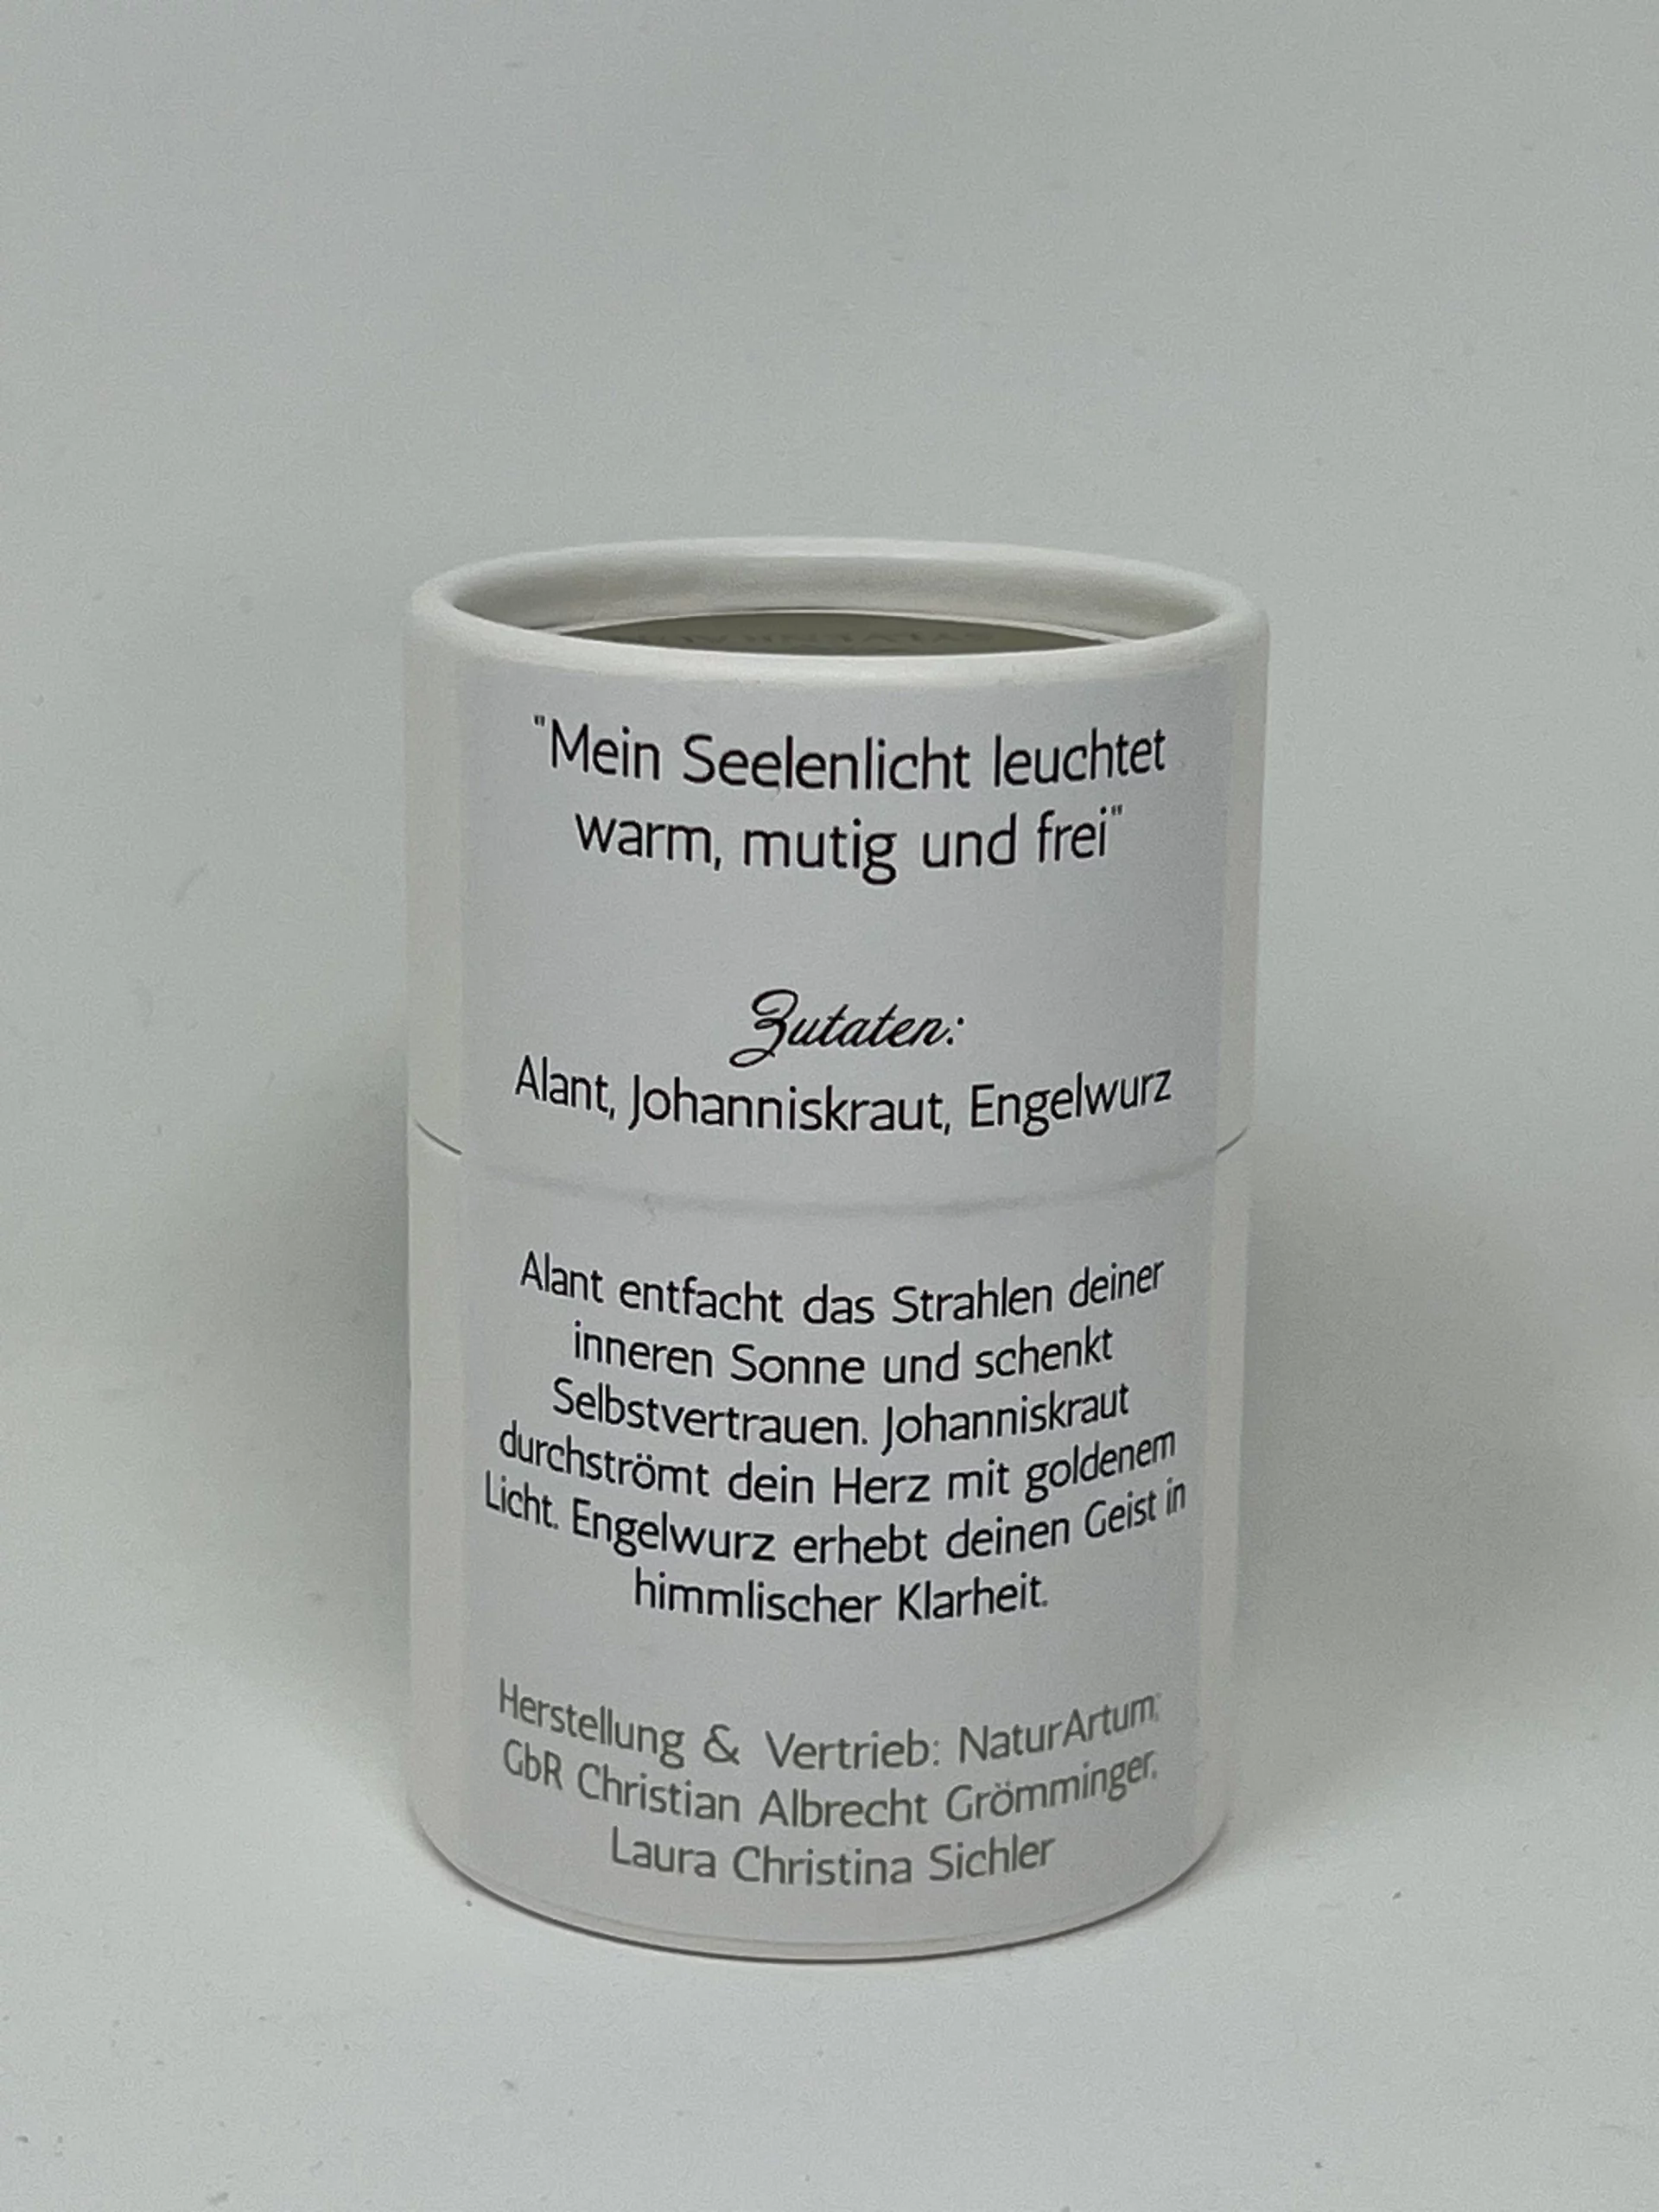 "Mein Seelenlicht leuchtet
warm, mutig und frei"
Zutaten:
Alant, Johanniskraut, Engelwurz
Alant entfacht das Strahlen deiner
inneren Sonne und schenkt
Selbstvertrauen. Johanniskraut
durchströmt dein Herz mit goldenem
Licht. Engelwurz erhebt deinen Geist in
himmlischer Klarheit.
Herstellung & Vertrieb: NaturArtum,
GbR Christian Albrecht Grömminger,
Laura Christina Sichler